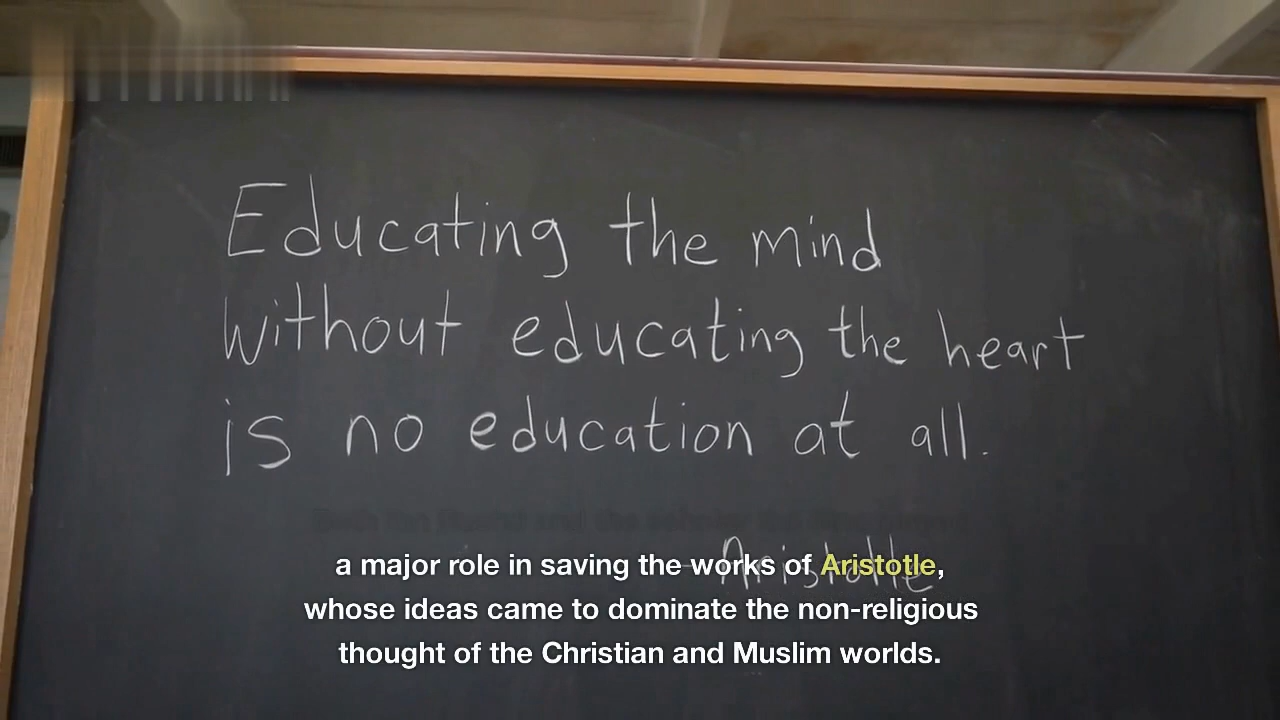 Educating the mind
without educating the heart
is no education at all.
- Aristotle
a major role in saving the works of Aristotle,
whose ideas came to dominate the non-religious
thought of the Christian and Muslim worlds.